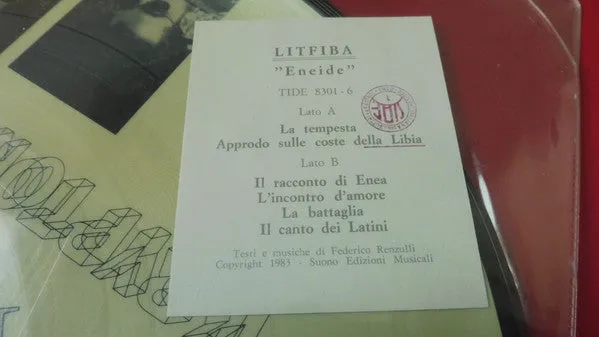 LITFIBA
"Eneide"
TIDE 8301 - 6
Lato A
La tempesta
Approdo sulle coste della Libia
Lato B
Il racconto di Enea
L'incontro d'amore
La battaglia
Il canto dei Latini
Testi e musiche di Federico Renzulli
Copyright 1983 - Suono Edizioni Musicali